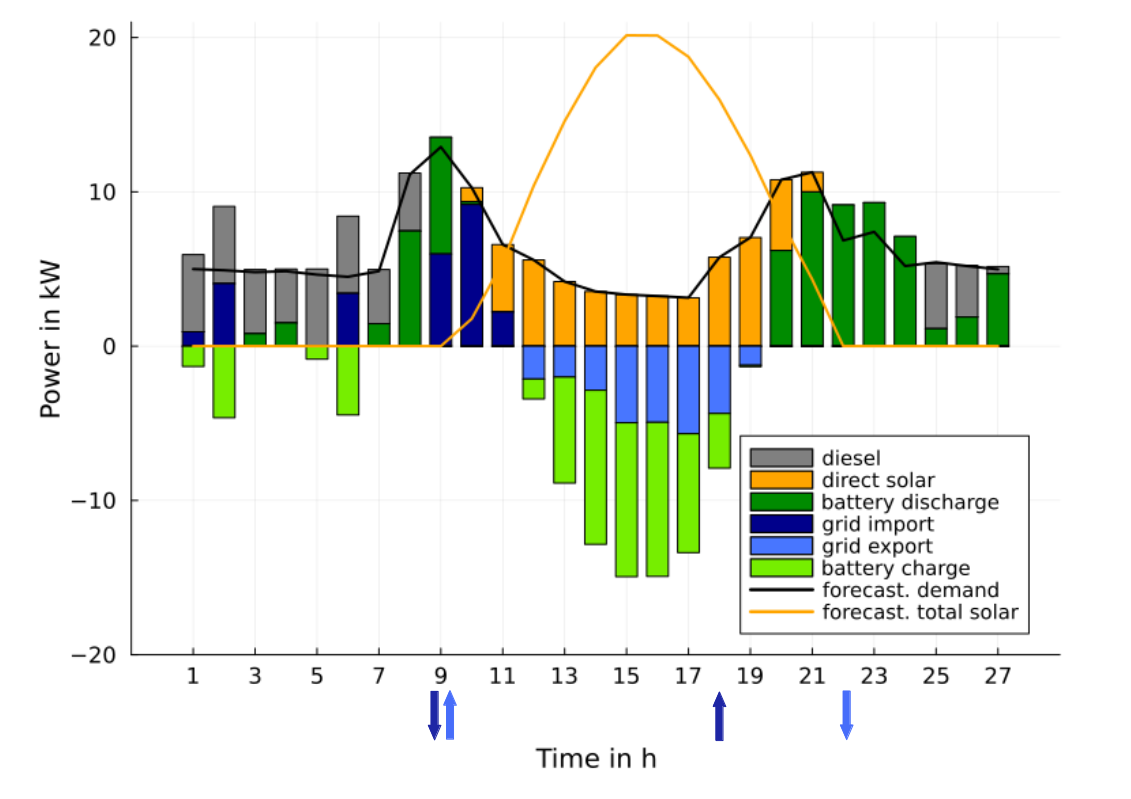 Power in kW
20
10
0
−10
−20
diesel
direct solar
battery discharge
grid import
grid export
battery charge
forecast. demand
forecast. total solar
1 3 5 7 9 11 13 15 17 19 21 23 25 27
Time in h